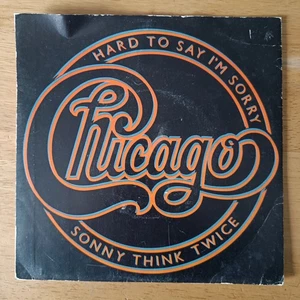 HARD TO SAY I'M SORRY
Chicago
SONNY THINK TWICE